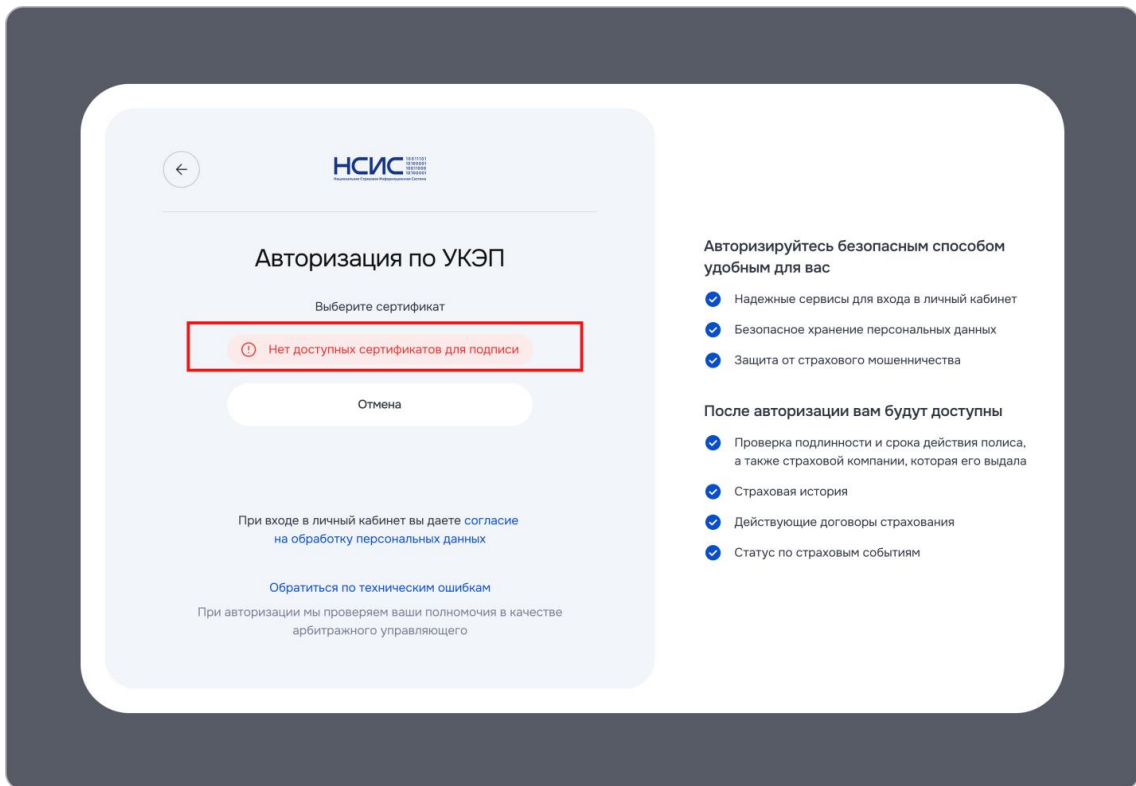 НСИС
Национальная Страховая Информационная Система
Авторизация по УКЭП
Выберите сертификат
Нет доступных сертификатов для подписи
Отмена
При входе в личный кабинет вы даете согласие
на обработку персональных данных
Обратиться по техническим ошибкам
При авторизации мы проверяем ваши полномочия в качестве
арбитражного управляющего
Авторизируйтесь безопасным способом
удобным для вас
Надежные сервисы для входа в личный кабинет
Безопасное хранение персональных данных
Защита от страхового мошенничества
После авторизации вам будут доступны
Проверка подлинности и срока действия полиса,
а также страховой компании, которая его выдала
Страховая история
Действующие договоры страхования
Статус по страховым событиям